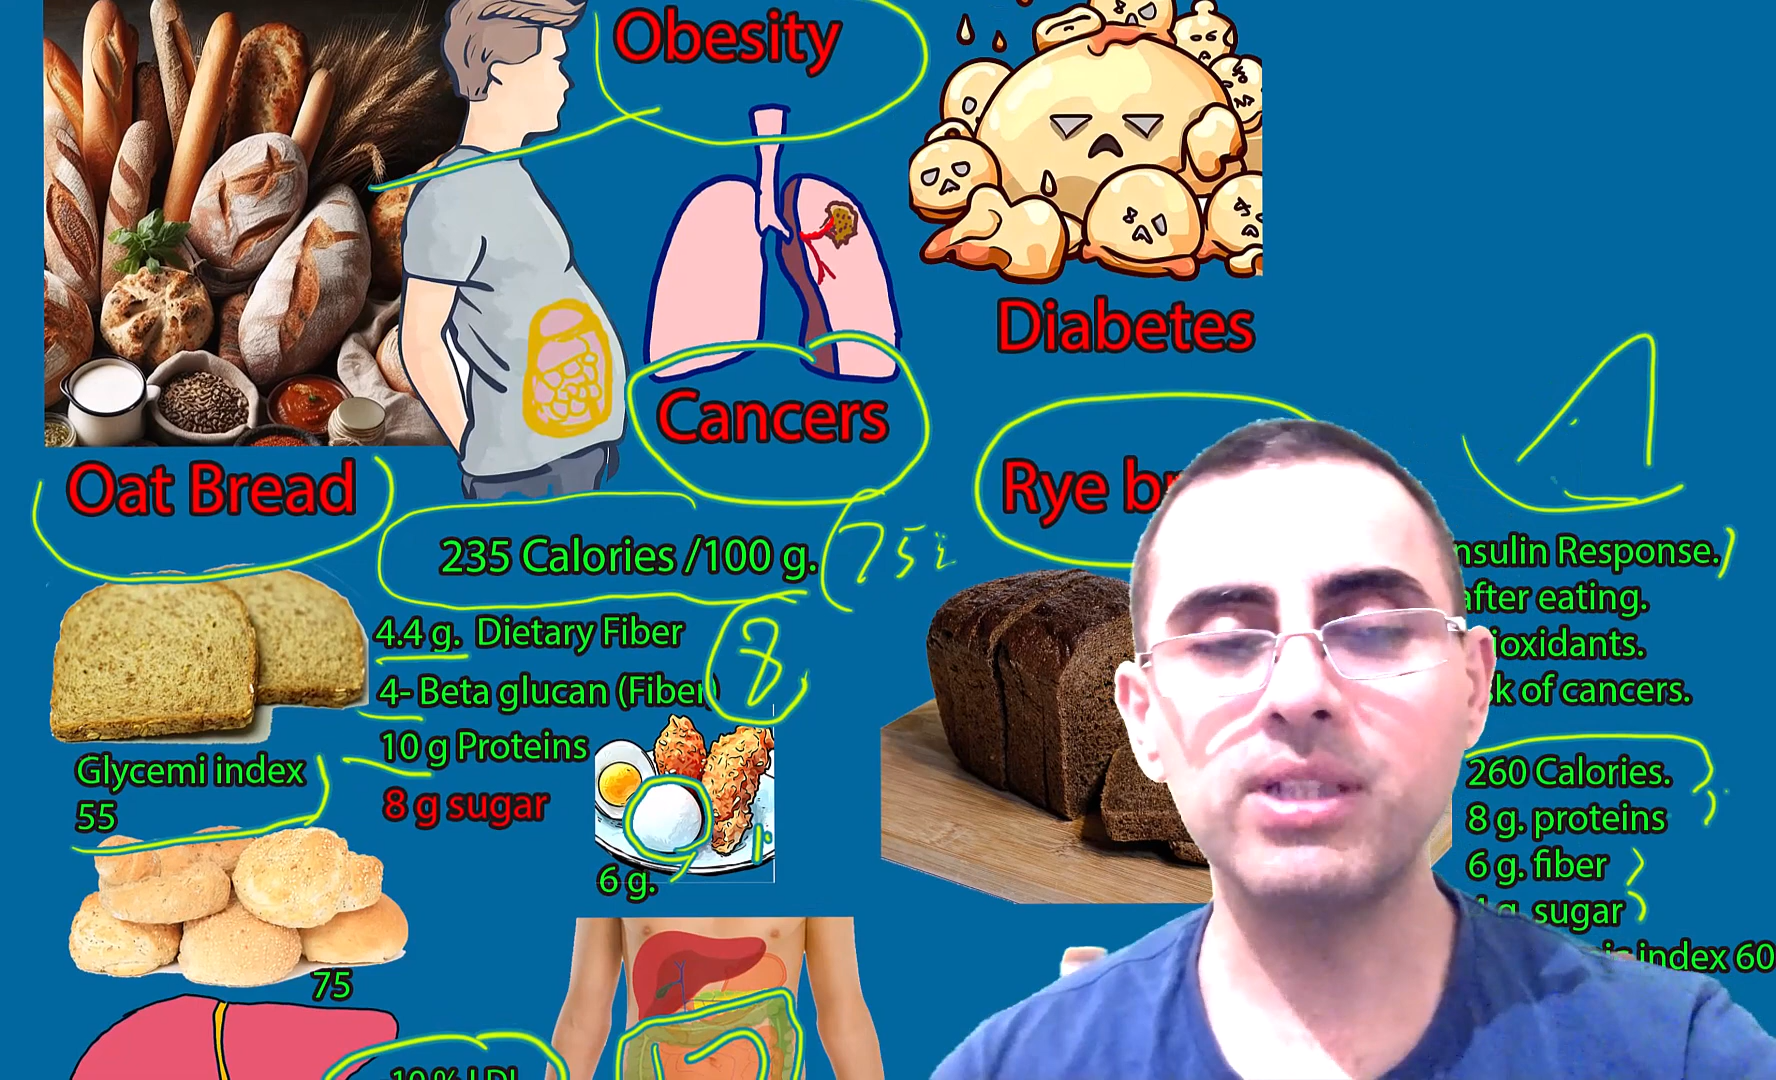 Obesity
Diabetes
Cancers
Oat Bread
235 Calories /100 g.
75
4.4 g. Dietary Fiber
8
4- Beta glucan (Fiber)
10 g Proteins
8 g sugar
6 g.
Glycemi index
55
75
Rye
nsulin Response.
after eating.
ioxidants.
k of cancers.
260 Calories.
8 g. proteins
6 g. fiber
g. sugar
index 60